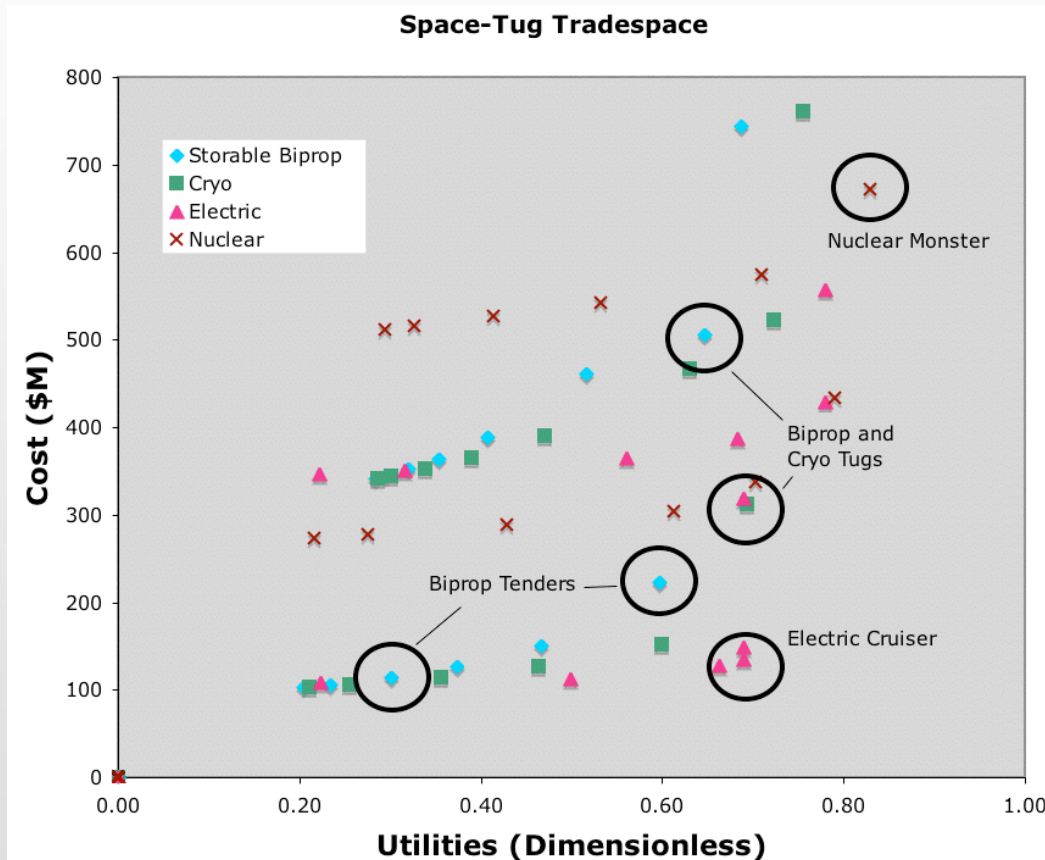 Space-Tug Tradespace
Cost ($M)
800
700
600
500
400
300
200
100
0
Storable Biprop
Cryo
Electric
Nuclear
Nuclear Monster
Biprop and
Cryo Tugs
Biprop Tenders
Electric Cruiser
0.00
0.20
0.40
0.60
0.80
1.00
Utilities (Dimensionless)